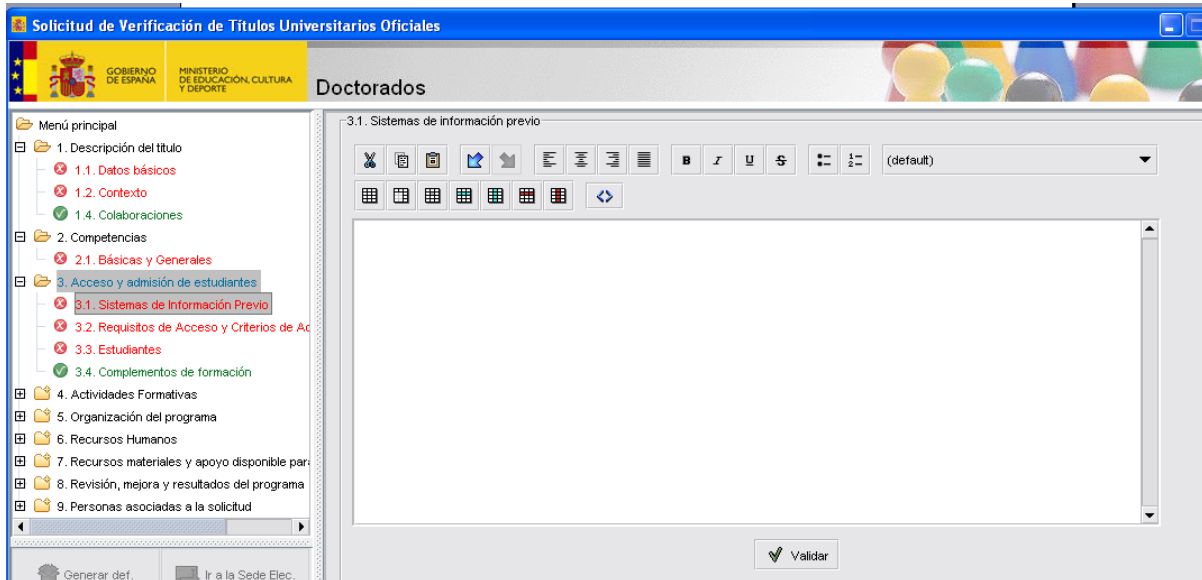 Solicitud de Verificación de Títulos Universitarios Oficiales
GOBIERNO
DE ESPAÑA
MINISTERIO
DE EDUCACIÓN, CULTURA
Y DEPORTE
Doctorados
Menú principal
1. Descripción del título
1.1. Datos básicos
1.2. Contexto
1.4. Colaboraciones
2. Competencias
2.1. Básicas y Generales
3. Acceso y admisión de estudiantes
3.1. Sistemas de Información Previo
3.2. Requisitos de Acceso y Criterios de Ac
3.3. Estudiantes
3.4. Complementos de formación
4. Actividades Formativas
5. Organización del programa
6. Recursos Humanos
7. Recursos materiales y apoyo disponible para
8. Revisión, mejora y resultados del programa
9. Personas asociadas a la solicitud
Generar def.
Ir a la Sede Elec.
3.1. Sistemas de información previo
B I U S
(default)
Validar